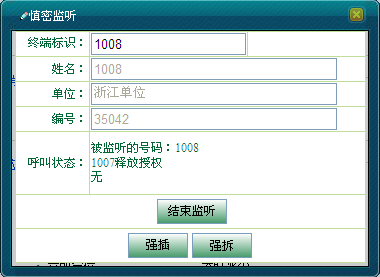 慎密监听
终端标识： 1008
姓名： 1008
单位： 浙江单位
编号： 35042
呼叫状态：
被监听的号码：1008
1007释放授权
无
结束监听
强插 强拆